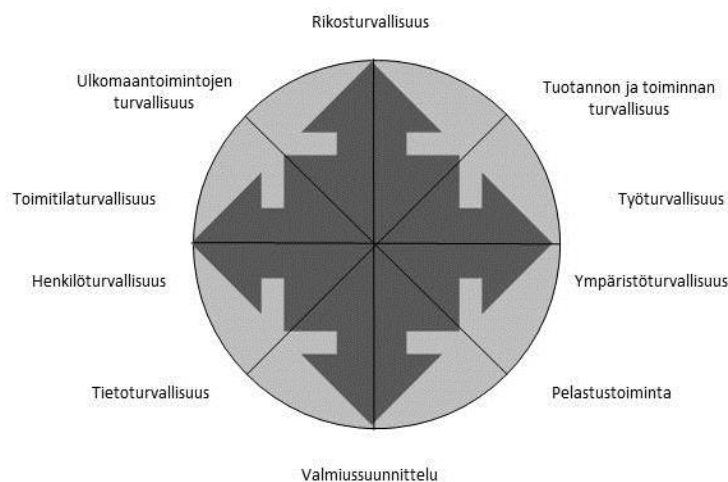 Rikosturvallisuus
Ulkomaantoimintojen
turvallisuus
Tuotannon ja toiminnan
turvallisuus
Toimitilaturvallisuus
Työturvallisuus
Henkilöturvallisuus
Ympäristöturvallisuus
Tietoturvallisuus
Pelastustoiminta
Valmiussuunnittelu